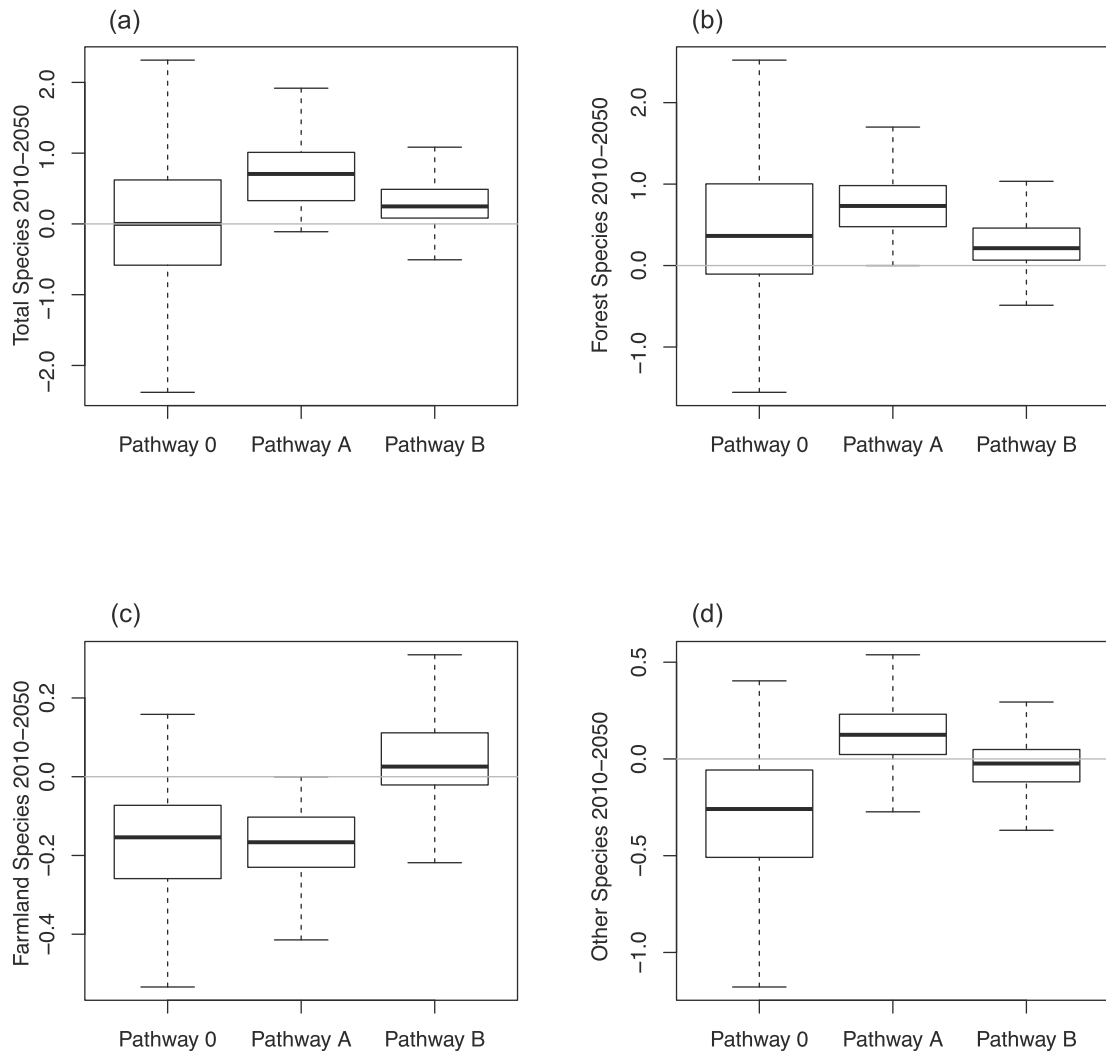 (a)
Total Species 2010−2050
2.0
1.0
0.0
−1.0
−2.0
Pathway 0 Pathway A Pathway B
(b)
Forest Species 2010−2050
2.0
1.0
0.0
−1.0
Pathway 0 Pathway A Pathway B
(c)
Farmland Species 2010−2050
0.2
0.0
−0.2
−0.4
Pathway 0 Pathway A Pathway B
(d)
Other Species 2010−2050
0.5
0.0
−0.5
−1.0
Pathway 0 Pathway A Pathway B